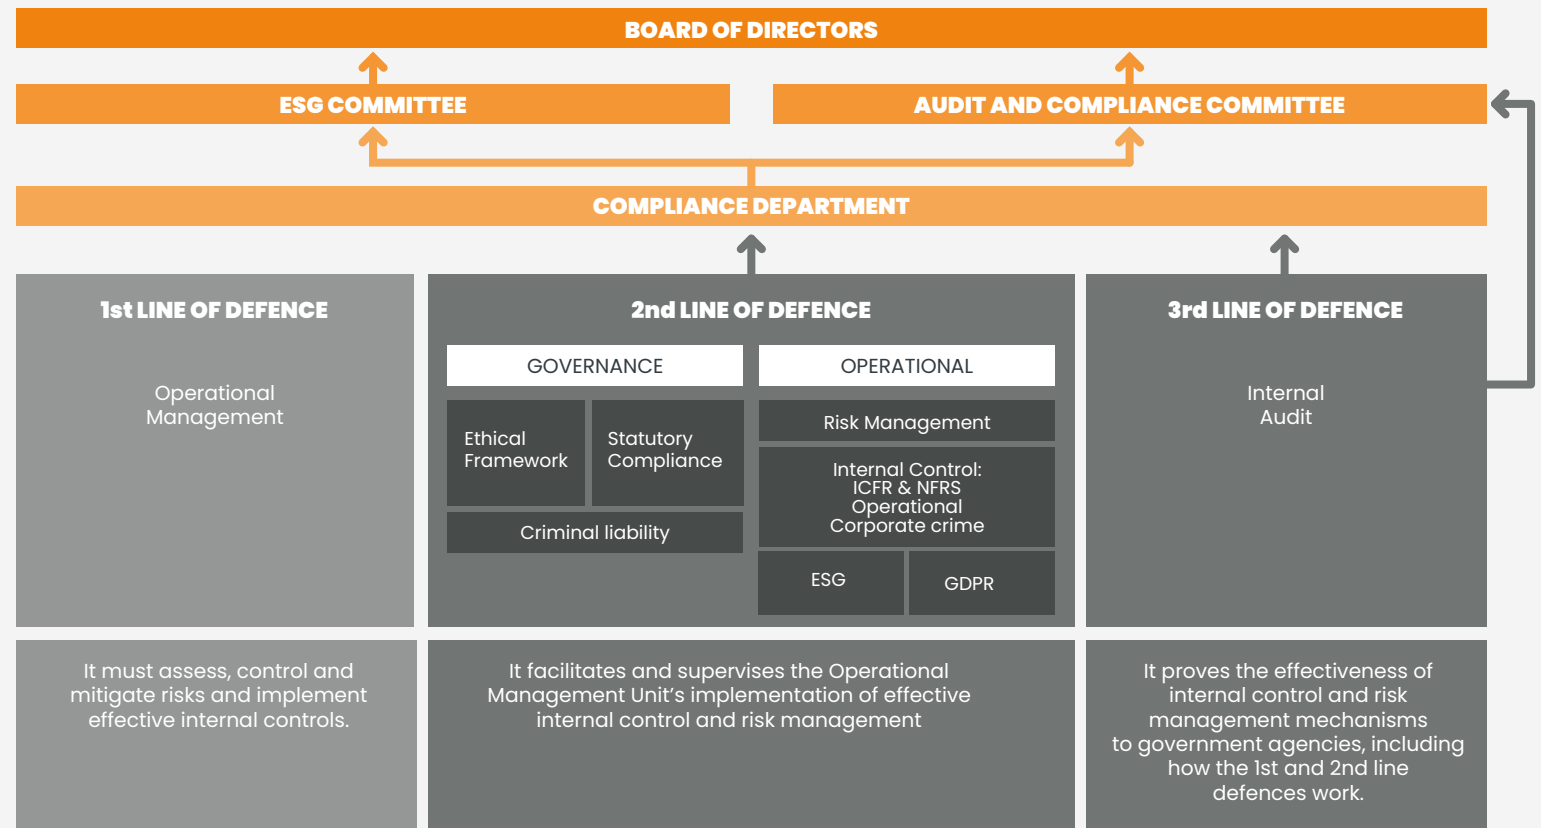 BOARD OF DIRECTORS
ESG COMMITTEE
AUDIT AND COMPLIANCE COMMITTEE
COMPLIANCE DEPARTMENT
1st LINE OF DEFENCE
Operational
Management
2nd LINE OF DEFENCE
GOVERNANCE
Ethical
Framework
Statutory
Compliance
Criminal liability
OPERATIONAL
Risk Management
Internal Control:
ICFR & NFRS
Operational
Corporate crime
ESG
GDPR
3rd LINE OF DEFENCE
Internal
Audit
It must assess, control and
mitigate risks and implement
effective internal controls.
It facilitates and supervises the Operational
Management Unit's implementation of effective
internal control and risk management
It proves the effectiveness of
internal control and risk
management mechanisms
to government agencies, including
how the 1st and 2nd line
defences work.